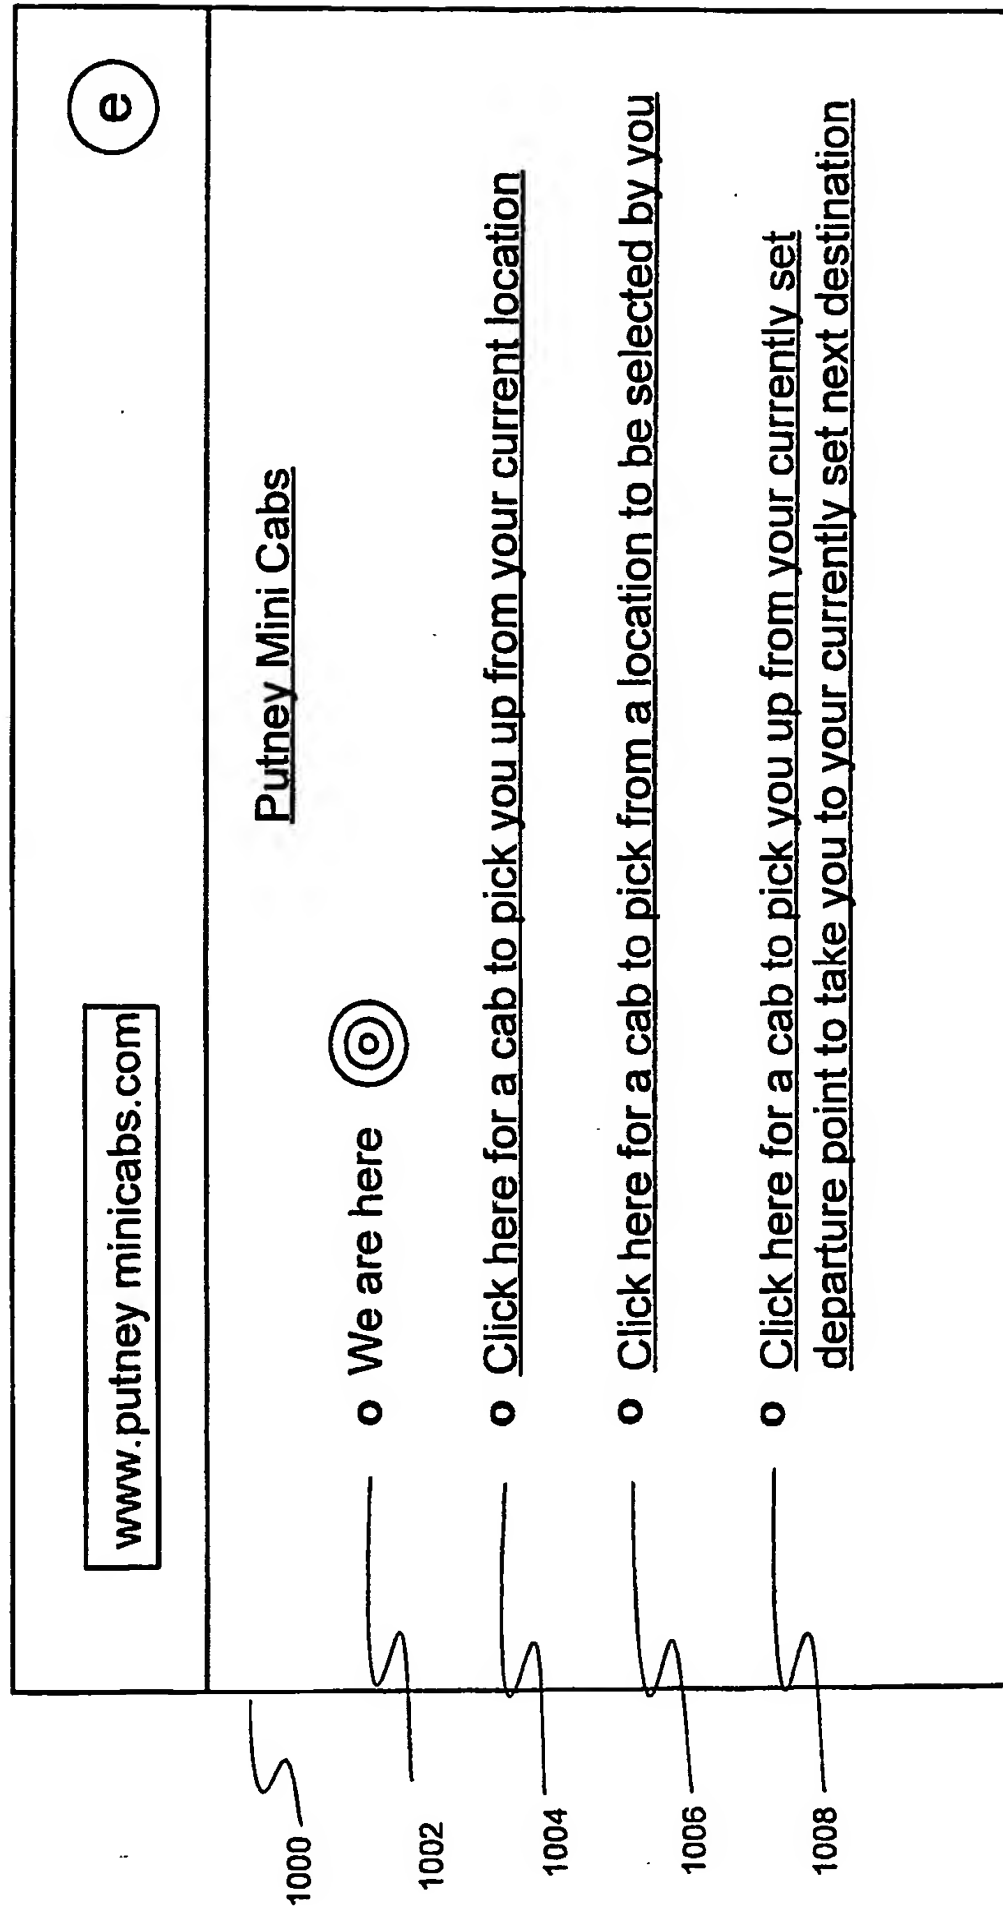 www.putney minicabs.com
e
Putney Mini Cabs
o We are here
o Click here for a cab to pick you up from your current location
o Click here for a cab to pick from a location to be selected by you
o Click here for a cab to pick you up from your currently set
departure point to take you to your currently set next destination
1000
1002
1004
1006
1008